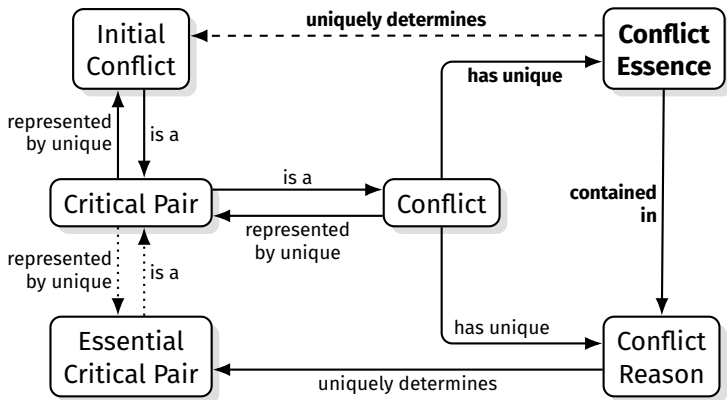 uniquely determines
Initial
Conflict
Conflict
Essence
has unique
represented
by unique
is a
is a
contained
in
Critical Pair
Conflict
represented
by unique
represented
by unique
is a
has unique
Essential
Critical Pair
Conflict
Reason
uniquely determines